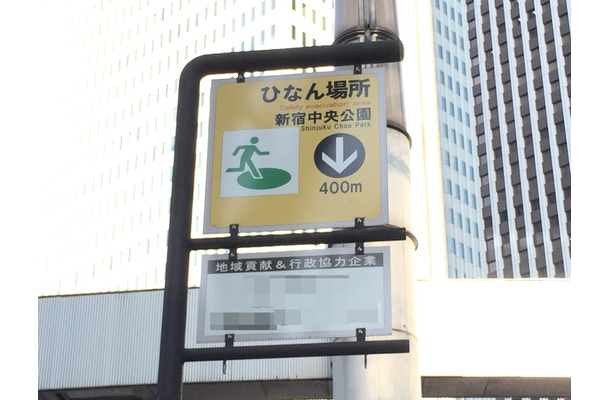 ひなん場所
Safety evacuation area
新宿中央公園
Shinjuku Chuo Park
400m
地域貢献&行政協力企業